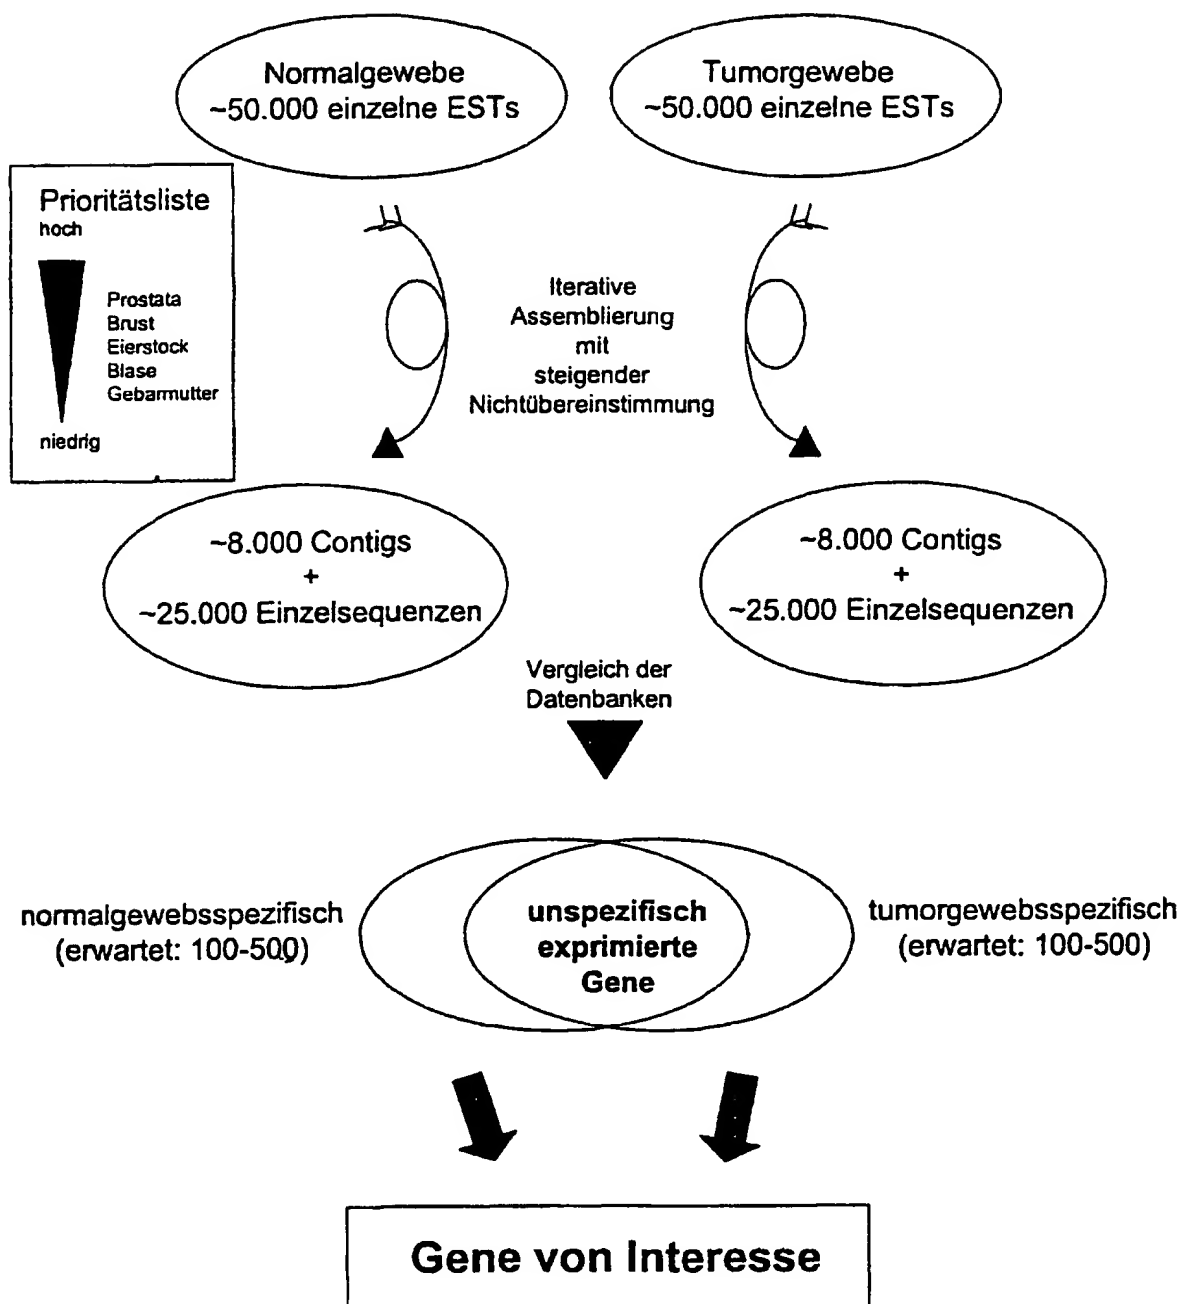 Normalgewebe
~50.000 einzelne ESTs
Tumorgewebe
~50.000 einzelne ESTs
Prioritätsliste
hoch
Prostata
Brust
Eierstock
Blase
Gebarmutter
niedrig
Iterative
Assemblierung
mit
steigender
Nichtübereinstimmung
~8.000 Contigs
+
~25.000 Einzelsequenzen
~8.000 Contigs
+
~25.000 Einzelsequenzen
Vergleich der
Datenbanken
normalgewebsspezifisch
(erwartet: 100-500)
unspezifisch
exprimierte
Gene
tumorgewebsspezifisch
(erwartet: 100-500)
Gene von Interesse